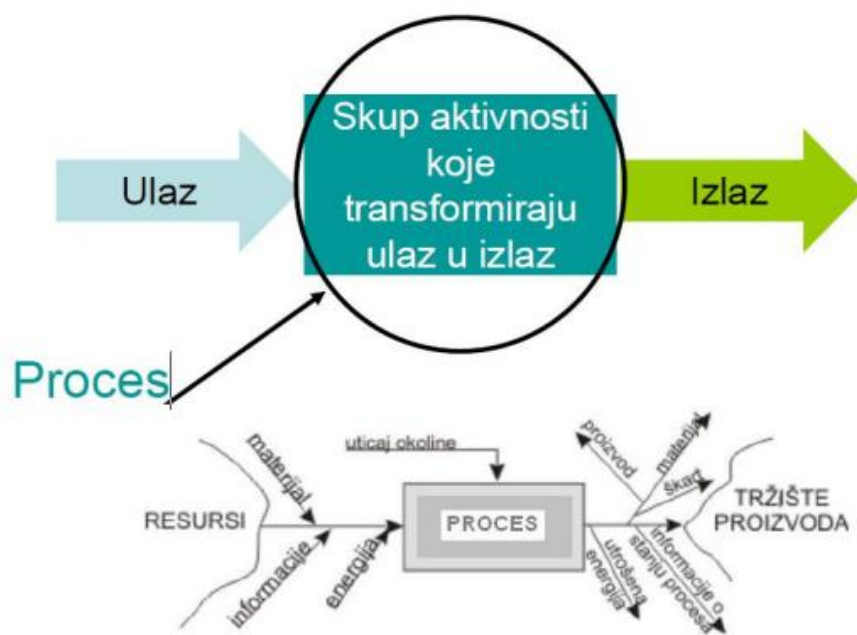 Ulaz
Skup aktivnosti
koje
transformiraju
ulaz u izlaz
Izlaz
Proces
RESURSI
materijal
informacije
energija
uticaj okoline
PROCES
proizvod
materijal
škart
utrošena
energija
informacije o
stanju procesa
TRŽIŠTE
PROIZVODA